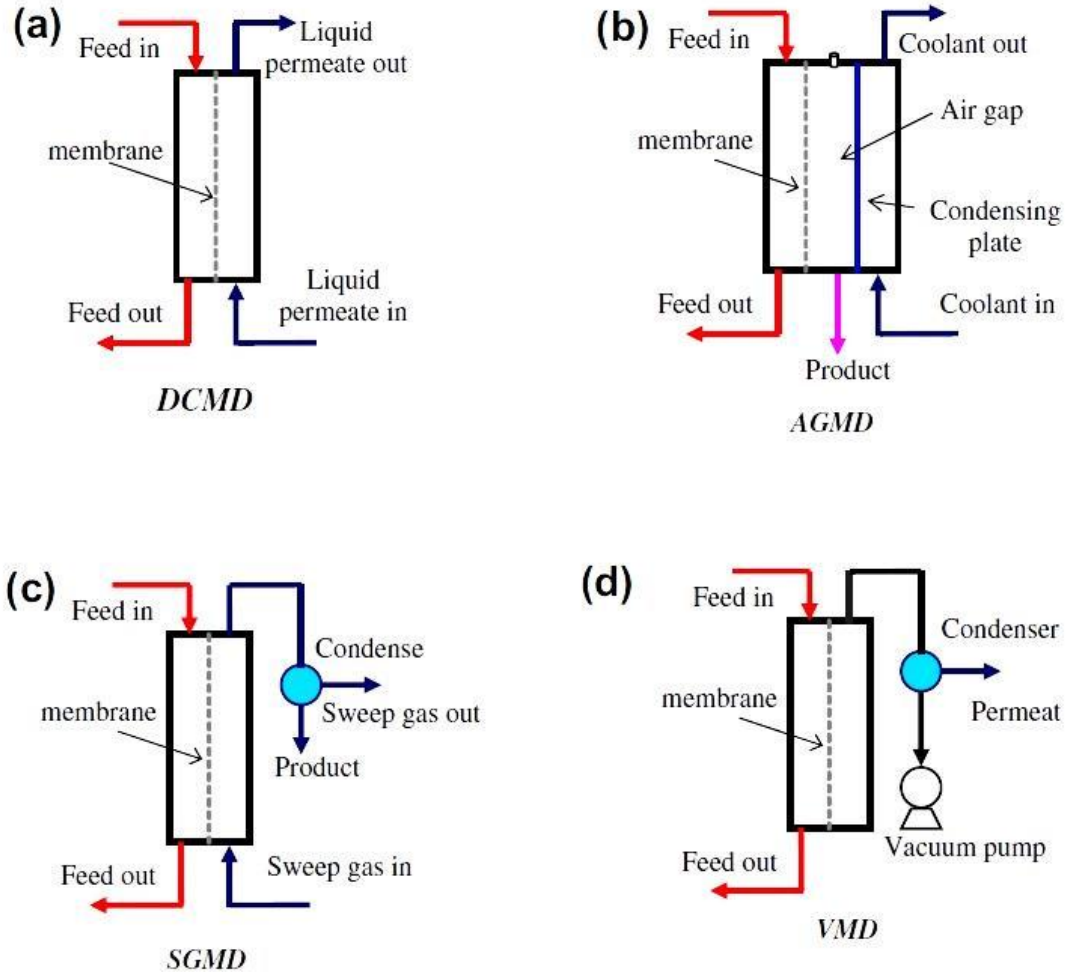 (a)
Feed in
Liquid
permeate out
membrane
Feed out
Liquid
permeate in
DCMD
(b)
Feed in
Coolant out
Air gap
membrane
Condensing
plate
Feed out
Coolant in
Product
AGMD
(c)
Feed in
Condense
membrane
Sweep gas out
Product
Feed out
Sweep gas in
SGMD
(d)
Feed in
Condenser
membrane
Permeat
Vacuum pump
Feed out
VMD